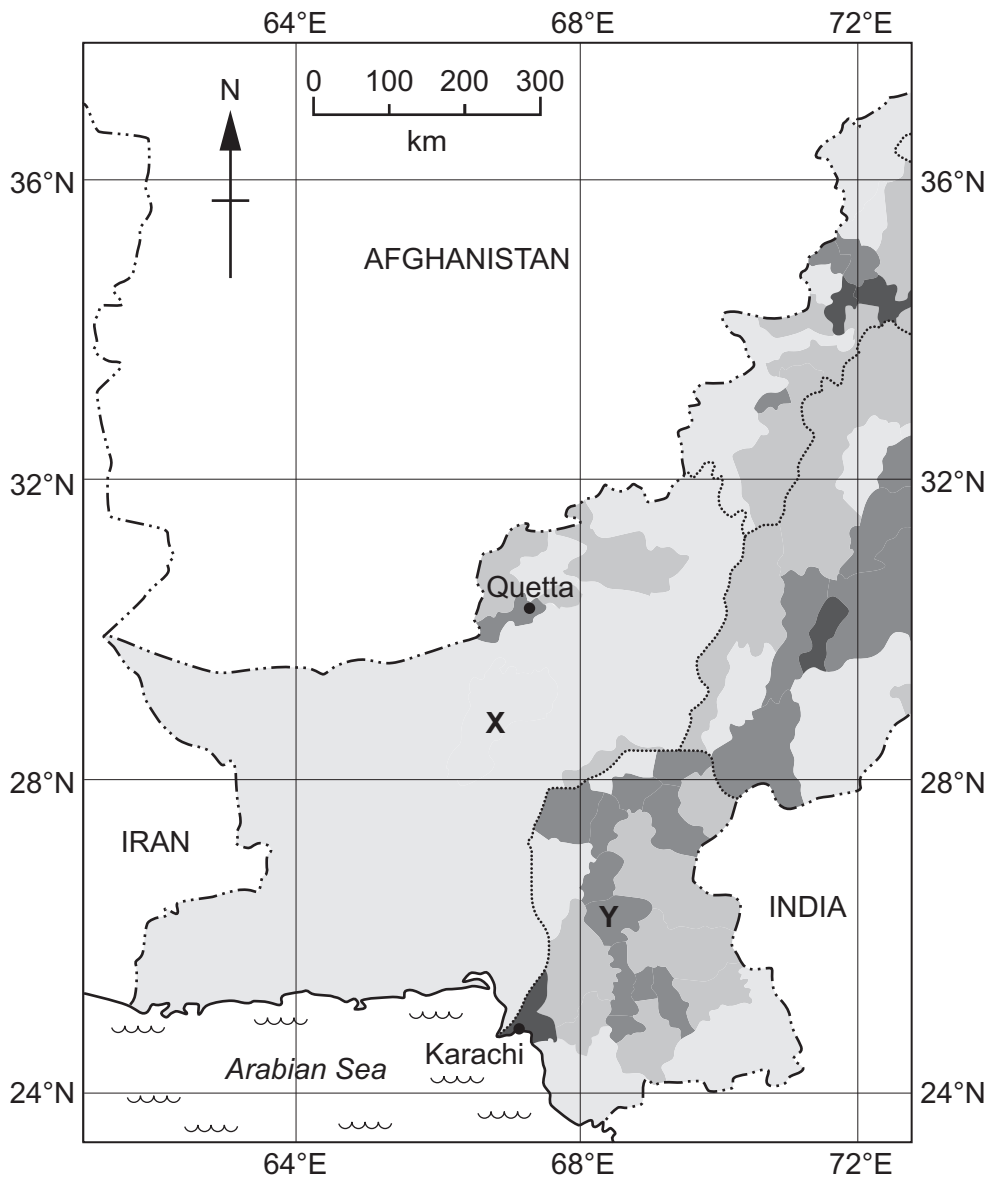 64°E 68°E 72°E
0 100 200 300
km
N
36°N 36°N
AFGHANISTAN
32°N 32°N
Quetta
X
28°N 28°N
IRAN
INDIA
Y
Karachi
Arabian Sea
24°N 24°N
64°E 68°E 72°E